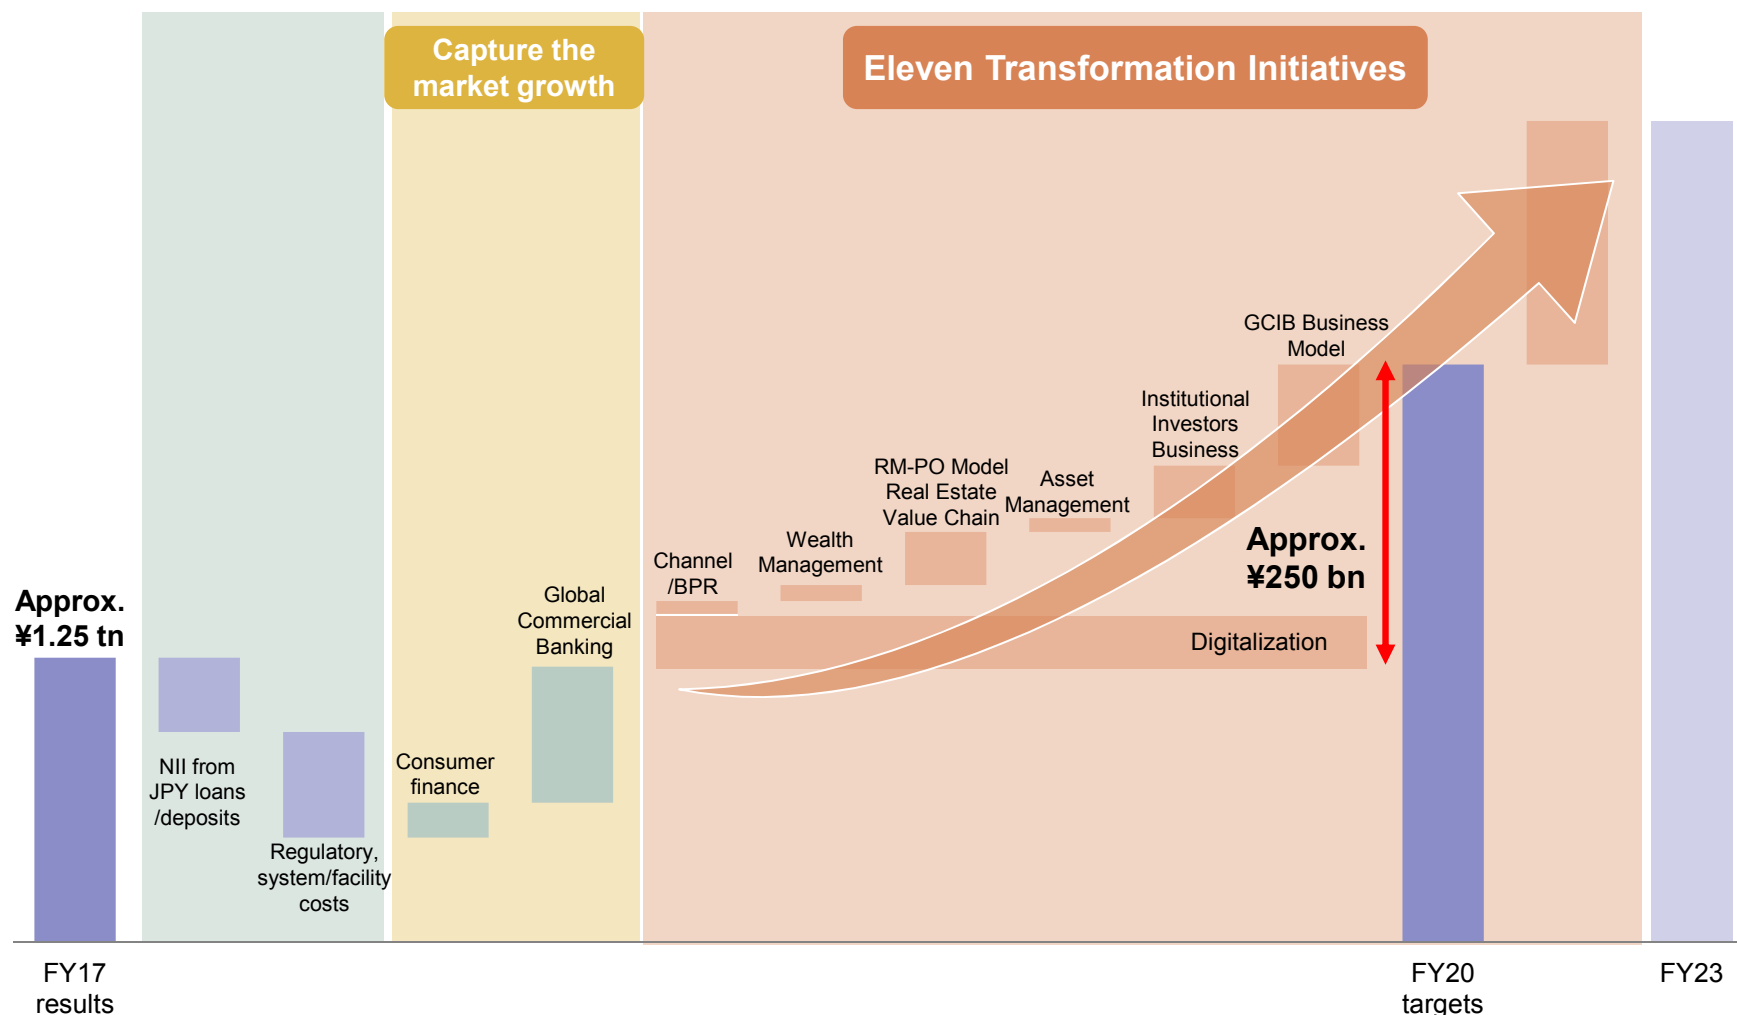 Capture the
market growth
Eleven Transformation Initiatives
Approx.
¥1.25 tn
NII from
JPY loans
/deposits
Regulatory,
system/facility
costs
Consumer
finance
Global
Commercial
Banking
Channel
/BPR
Wealth
Management
RM-PO Model
Real Estate
Value Chain
Asset
Management
Institutional
Investors
Business
GCIB Business
Model
Approx.
¥250 bn
Digitalization
FY17
results
FY20
targets
FY23